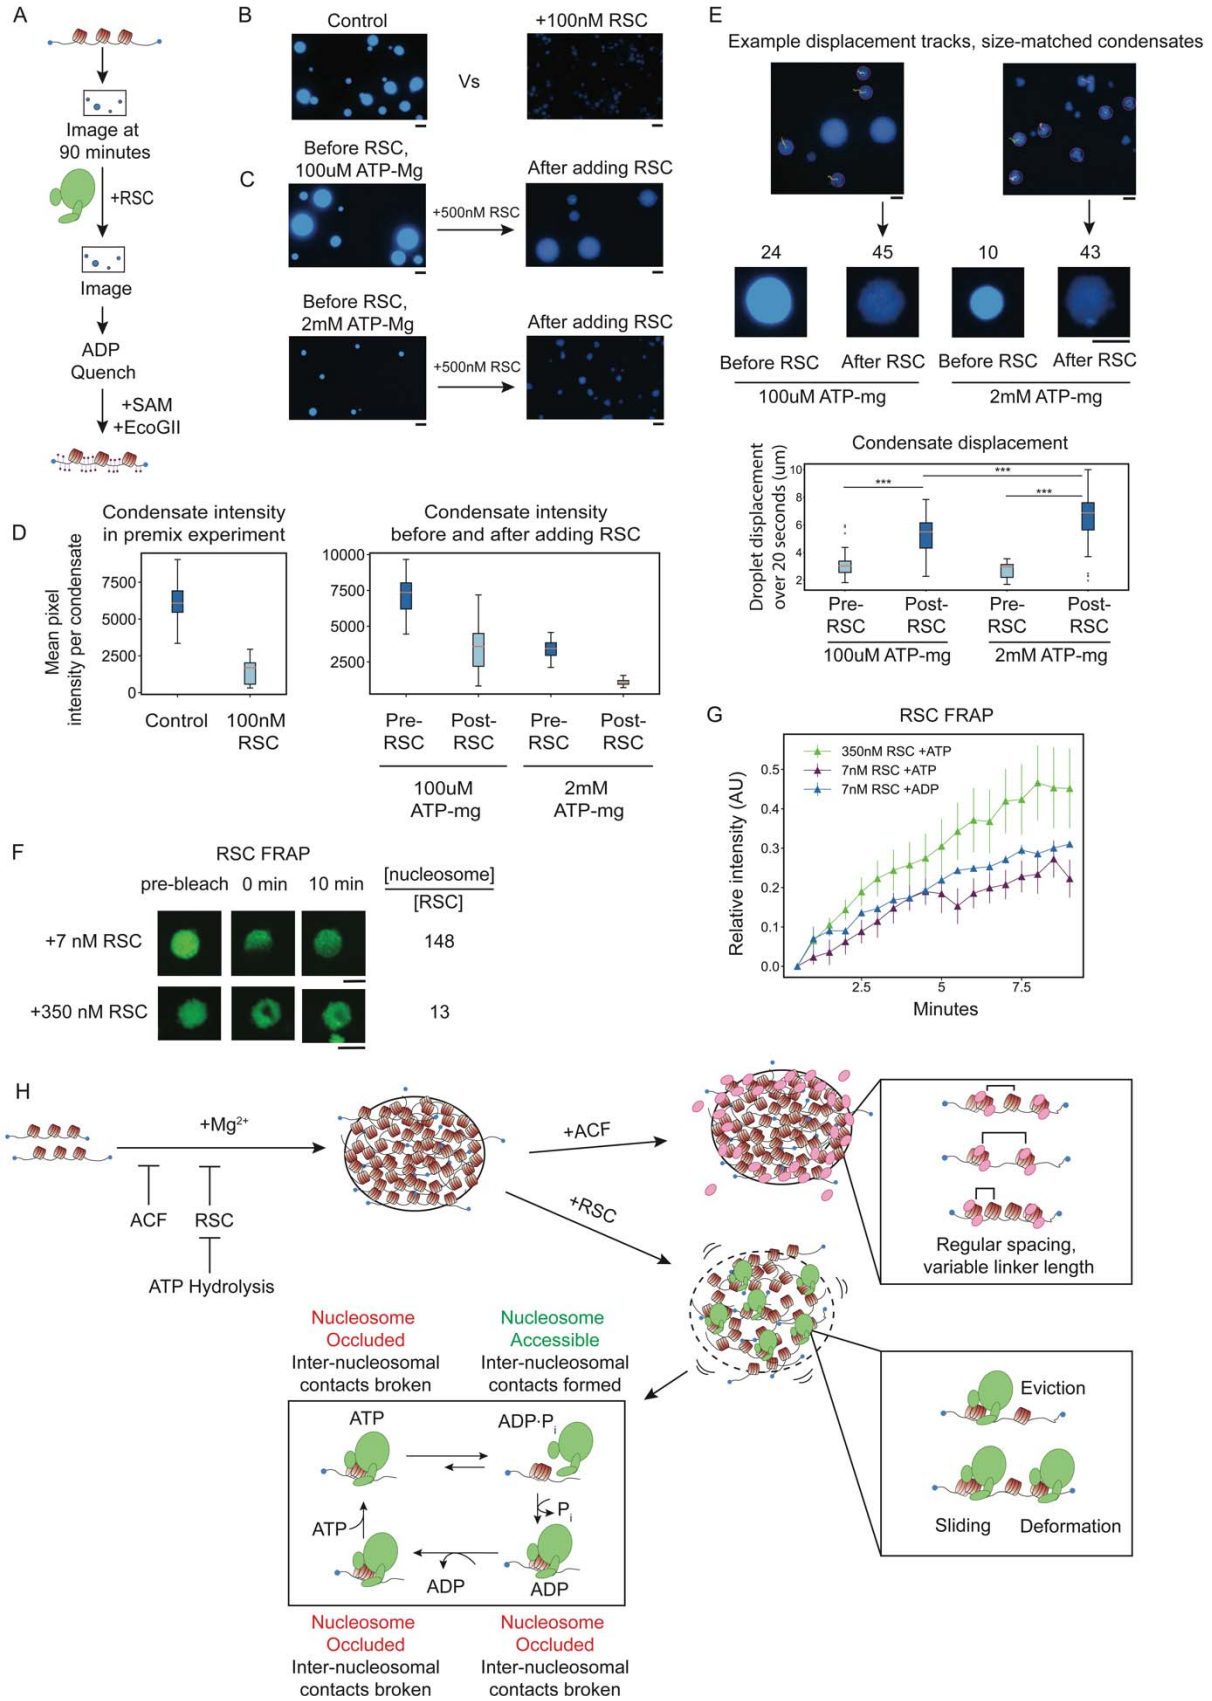 A
Image at
90 minutes
+RSC
Image
ADP
Quench
+SAM
+EcoGII
B
Control
Vs
+100nM RSC
C
Before RSC,
100uM ATP-Mg
+500nM RSC
After adding RSC
Before RSC,
2mM ATP-Mg
+500nM RSC
After adding RSC
D
Condensate intensity
in premix experiment
Mean pixel
intensity per condensate
7500
5000
2500
0
Control
100nM
RSC
Condensate intensity
before and after adding RSC
10000
7500
5000
2500
Pre-
RSC
Post-
RSC
Pre-
RSC
Post-
RSC
100uM
ATP-mg
2mM
ATP-mg
E
Example displacement tracks, size-matched condensates
24
45
10
43
Before RSC
After RSC
Before RSC
After RSC
100uM ATP-mg
2mM ATP-mg
Condensate displacement
Droplet displacement
over 20 seconds (um)
10
8
6
4
2
***
***
***
Pre-
RSC
Post-
RSC
Pre-
RSC
Post-
RSC
100uM ATP-mg
2mM ATP-mg
F
RSC FRAP
pre-bleach
0 min
10 min
[nucleosome]
[RSC]
+7 nM RSC
148
+350 nM RSC
13
G
RSC FRAP
350nM RSC +ATP
7nM RSC +ATP
7nM RSC +ADP
Relative intensity (AU)
0.5
0.4
0.3
0.2
0.1
0.0
2.5
5
7.5
Minutes
H
+Mg²⁺
ACF
RSC
ATP Hydrolysis
+ACF
+RSC
Regular spacing,
variable linker length
Eviction
Sliding
Deformation
Nucleosome
Occluded
Inter-nucleosomal
contacts broken
Nucleosome
Accessible
Inter-nucleosomal
contacts formed
ATP
ADP·Pi
Pi
ATP
ADP
ADP
Nucleosome
Occluded
Inter-nucleosomal
contacts broken
Nucleosome
Occluded
Inter-nucleosomal
contacts broken